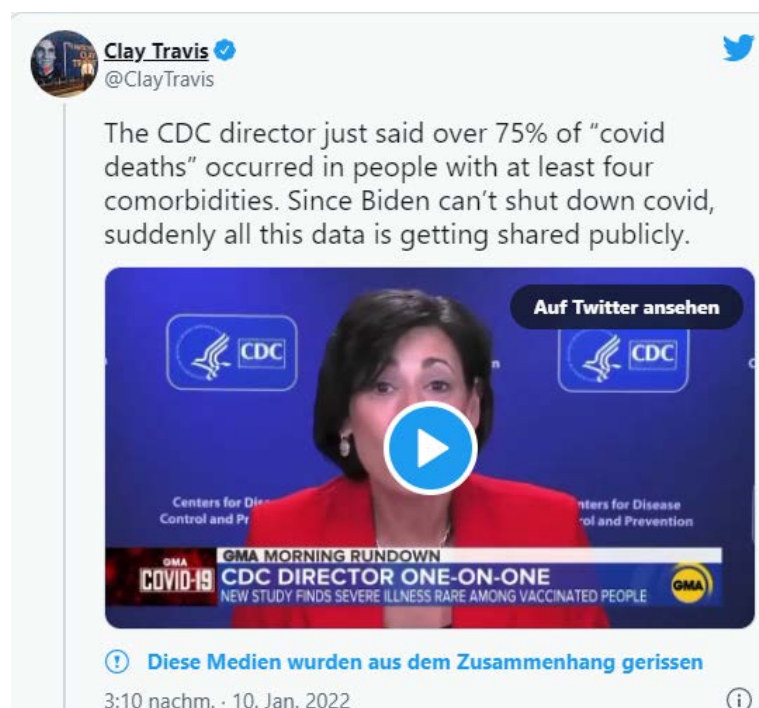 Clay Travis
@ClayTravis
The CDC director just said over 75% of “covid
deaths” occurred in people with at least four
comorbidities. Since Biden can’t shut down covid,
suddenly all this data is getting shared publicly.
Auf Twitter ansehen
CDC
CDC
Centers for Dis
Control and Pr
nters for Disease
rol and Prevention
GMA
COVID-19
GMA MORNING RUNDOWN
CDC DIRECTOR ONE-ON-ONE
NEW STUDY FINDS SEVERE ILLNESS RARE AMONG VACCINATED PEOPLE
GMA
Diese Medien wurden aus dem Zusammenhang gerissen
3:10 nachm. · 10. Jan. 2022